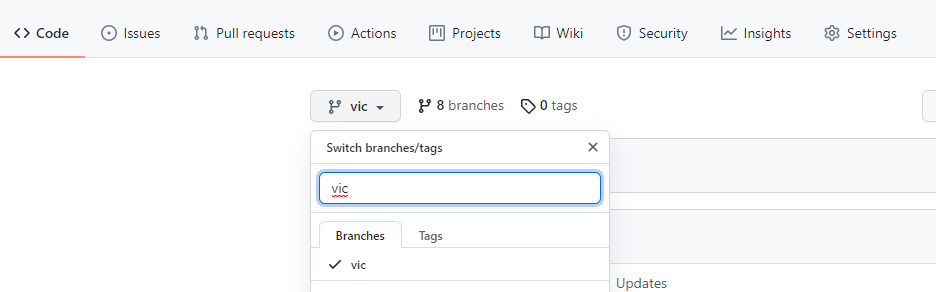 Code Issues Pull requests Actions Projects Wiki Security Insights Settings
vic 8 branches 0 tags
Switch branches/tags
vic
Branches Tags
vic
Updates